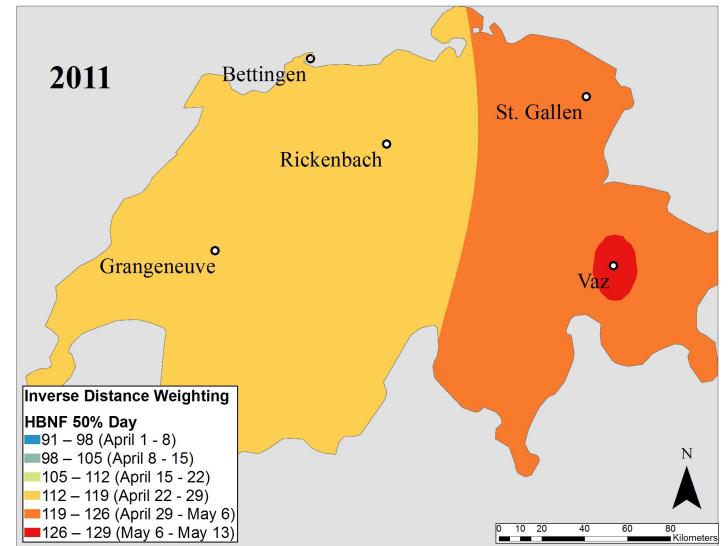 2011
Bettingen
St. Gallen
Rickenbach
Grangeneuve
Vaz
Inverse Distance Weighting
HBNF 50% Day
91 – 98 (April 1 - 8)
98 – 105 (April 8 - 15)
105 – 112 (April 15 - 22)
112 – 119 (April 22 - 29)
119 – 126 (April 29 - May 6)
126 – 129 (May 6 - May 13)
N
0 10 20 40 60 80
Kilometers